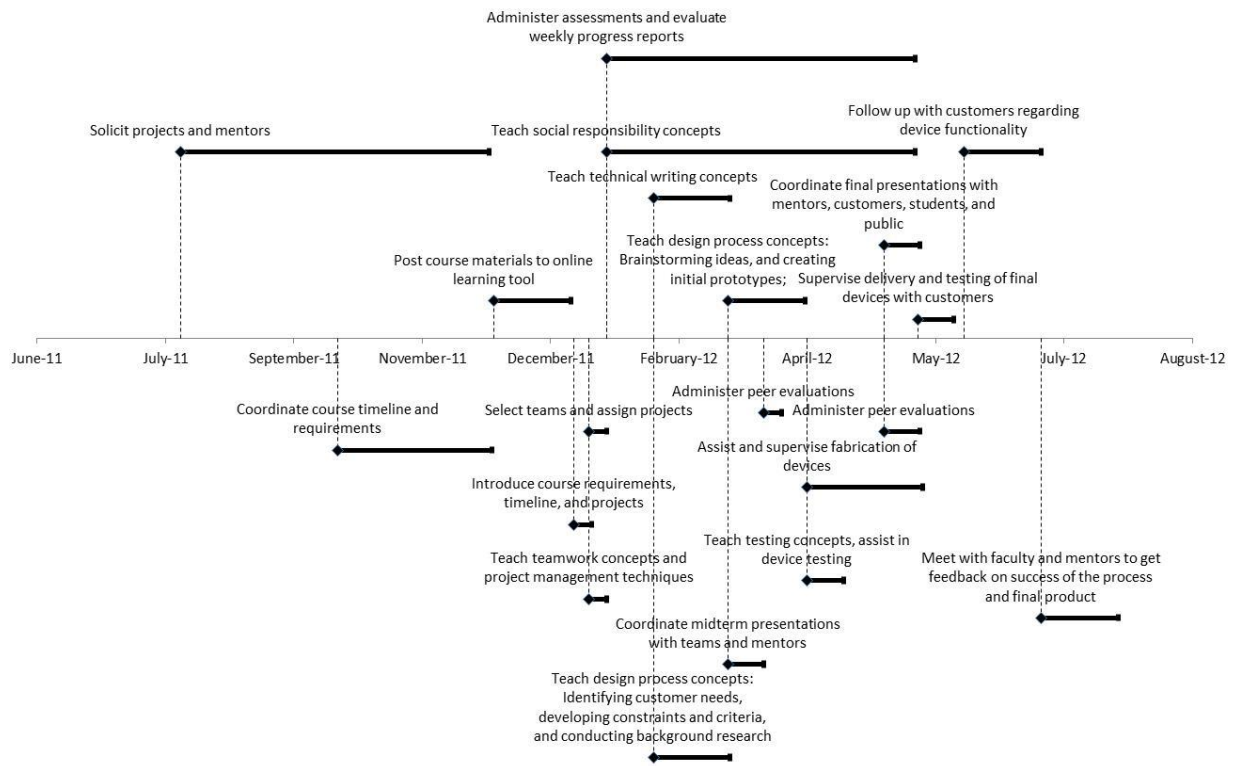 Administer assessments and evaluate
weekly progress reports
Solicit projects and mentors
Teach social responsibility concepts
Follow up with customers regarding
device functionality
Teach technical writing concepts
Coordinate final presentations with
mentors, customers, students, and
public
Post course materials to online
learning tool
Teach design process concepts:
Brainstorming ideas, and creating
initial prototypes;
Supervise delivery and testing of final
devices with customers
June-11
July-11
September-11
November-11
December-11
February-12
April-12
May-12
July-12
August-12
Coordinate course timeline and
requirements
Select teams and assign projects
Administer peer evaluations
Administer peer evaluations
Assist and supervise fabrication of
devices
Introduce course requirements,
timeline, and projects
Teach teamwork concepts and
project management techniques
Teach testing concepts, assist in
device testing
Meet with faculty and mentors to get
feedback on success of the process
and final product
Coordinate midterm presentations
with teams and mentors
Teach design process concepts:
Identifying customer needs,
developing constraints and criteria,
and conducting background research